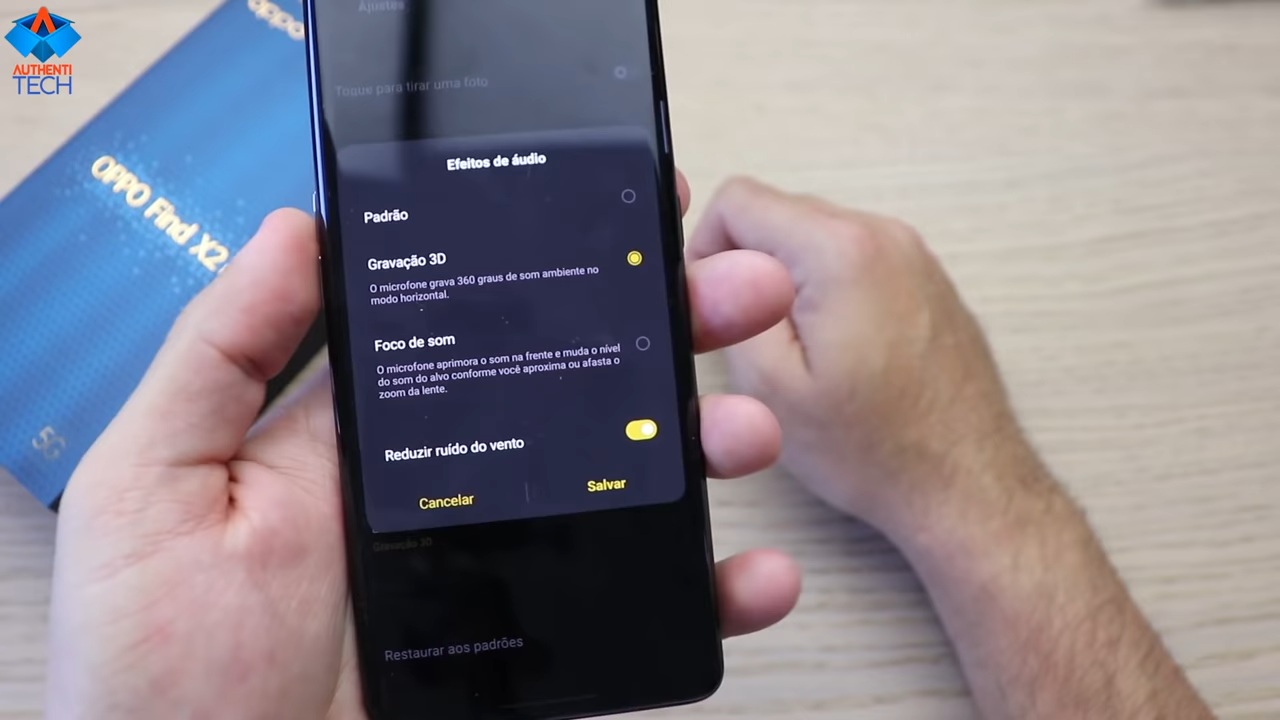 AUTHENTI
TECH
oppo
OPPO Find X2
5G
Ajustes
Toque para tirar uma foto
Efeitos de áudio
Padrão
Gravação 3D
O microfone grava 360 graus de som ambiente no
modo horizontal.
Foco de som
O microfone aprimora o som na frente e muda o nível
do som do alvo conforme você aproxima ou afasta o
zoom da lente.
Reduzir ruído do vento
Cancelar
Salvar
Gravação 3D
Restaurar aos padrões